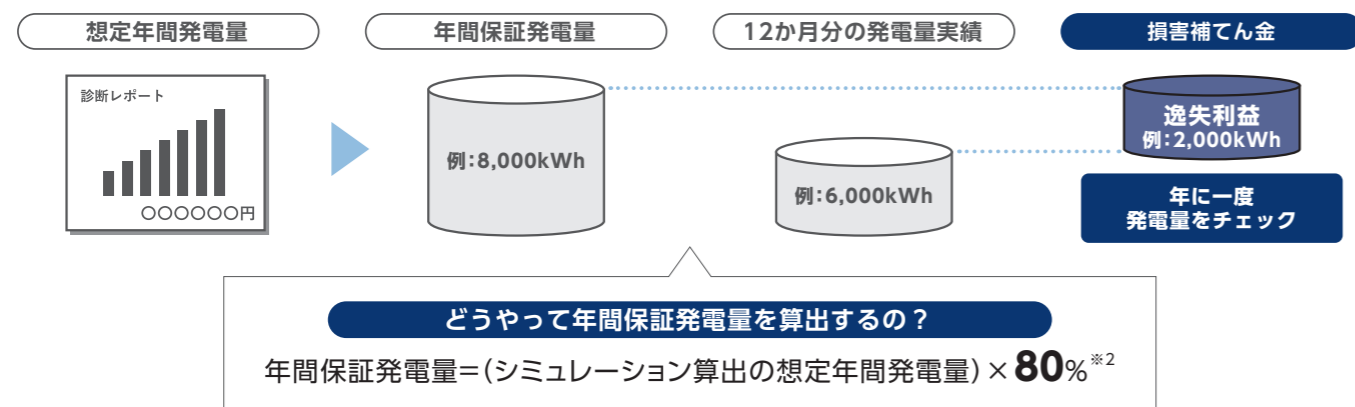 想定年間発電量
年間保証発電量
12か月分の発電量実績
損害補てん金
診断レポート
〇〇〇〇〇〇円
例:8,000kWh
例:6,000kWh
逸失利益
例:2,000kWh
年に一度
発電量をチェック
どうやって年間保証発電量を算出するの?
年間保証発電量=(シミュレーション算出の想定年間発電量)×80%※2